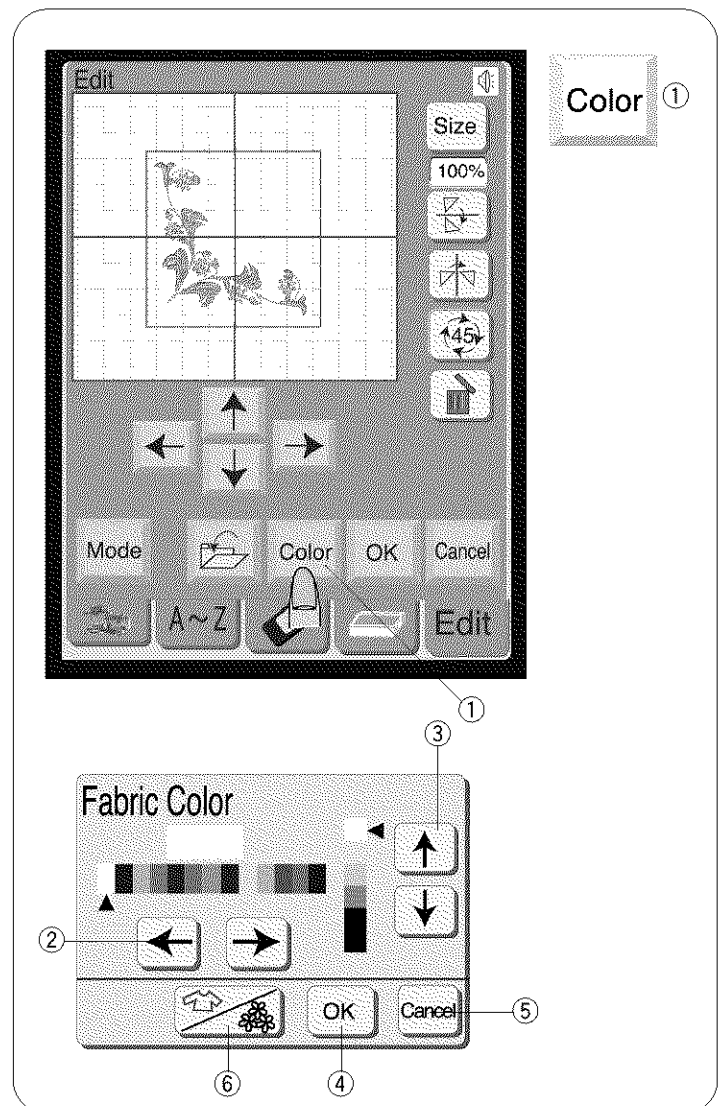 Edit
Color ①
Size
100%
45
Mode
Color
OK
Cancel
A~Z
Edit
①
③
Fabric Color
②
OK
Cancel
⑤
⑥
④